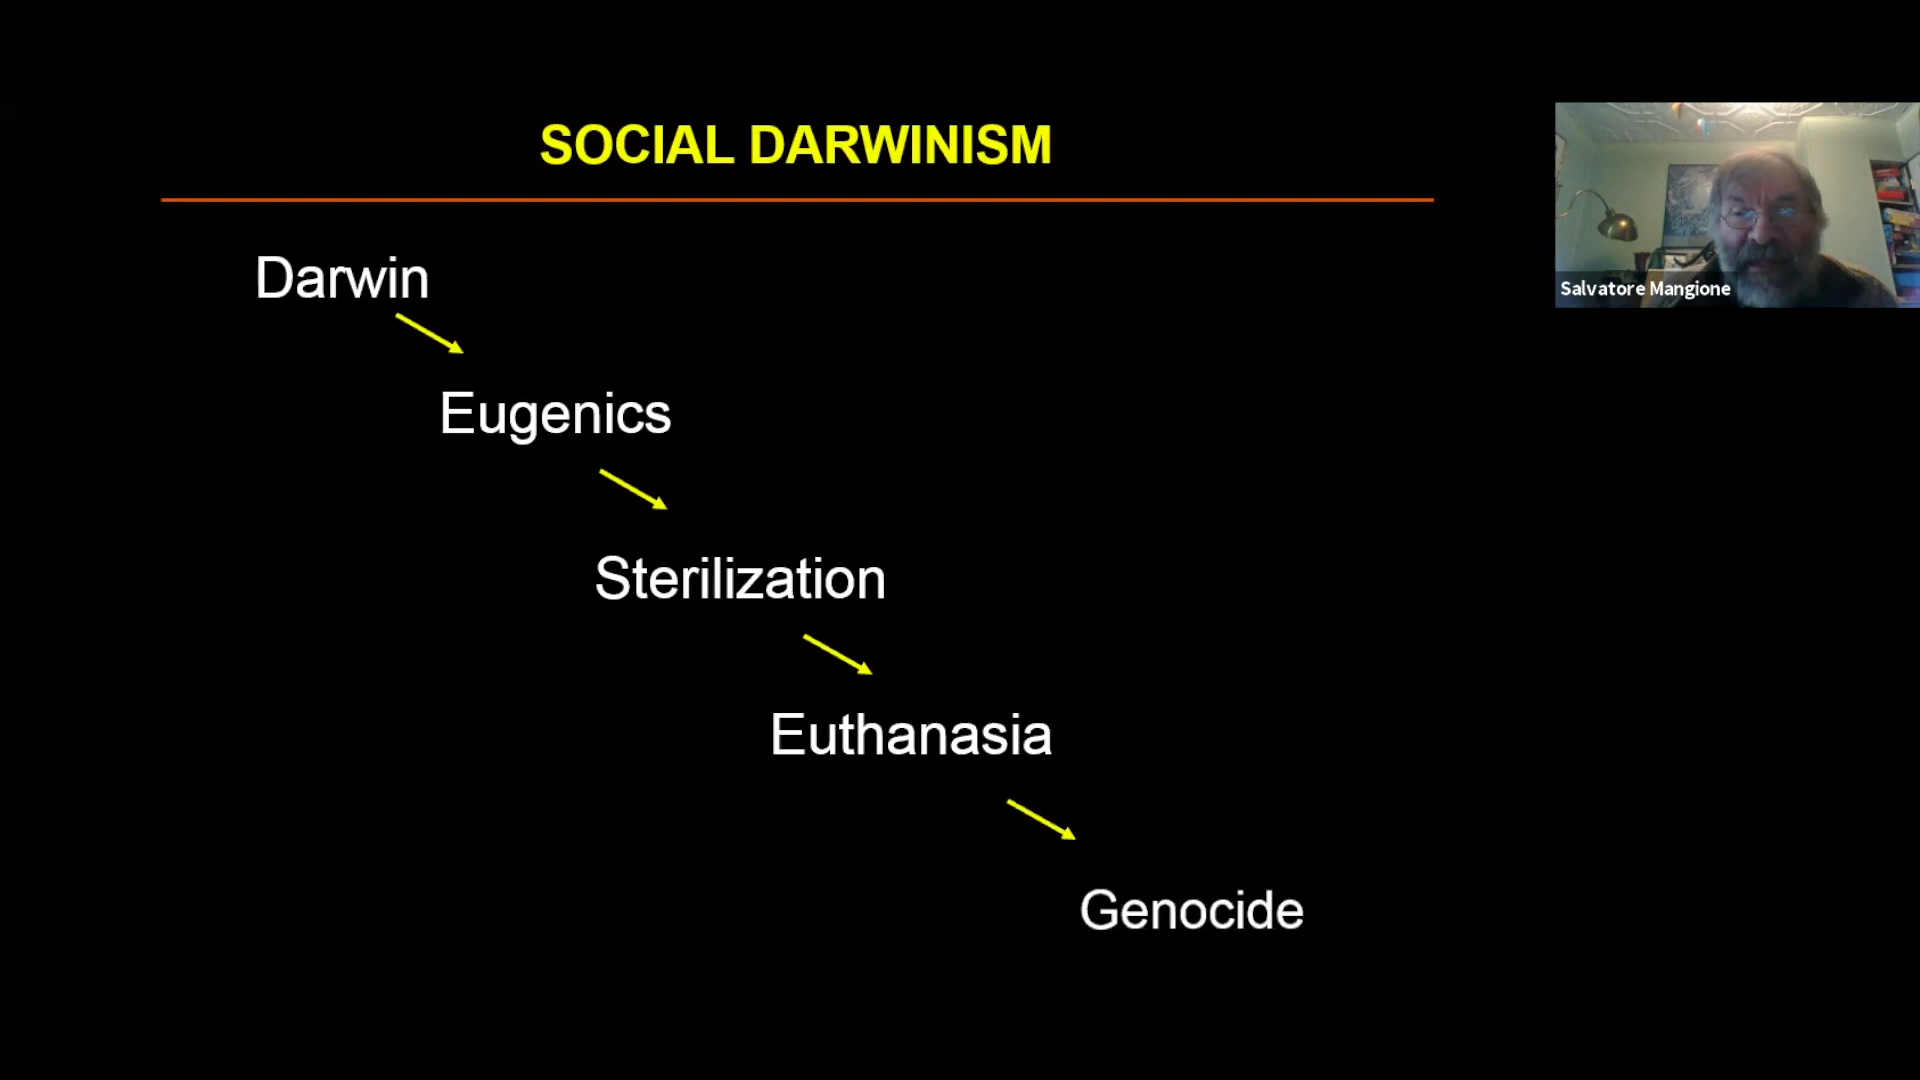 SOCIAL DARWINISM
Darwin
Eugenics
Sterilization
Euthanasia
Genocide
Salvatore Mangione